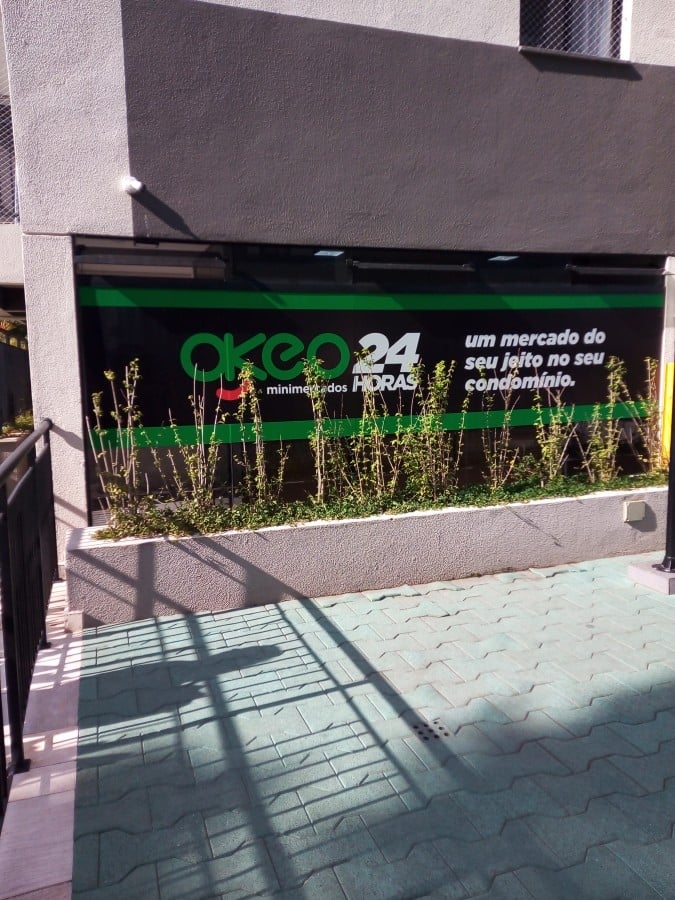 okeo
minimercados
24
HORAS
um mercado do
seu jeito no seu
condomínio.